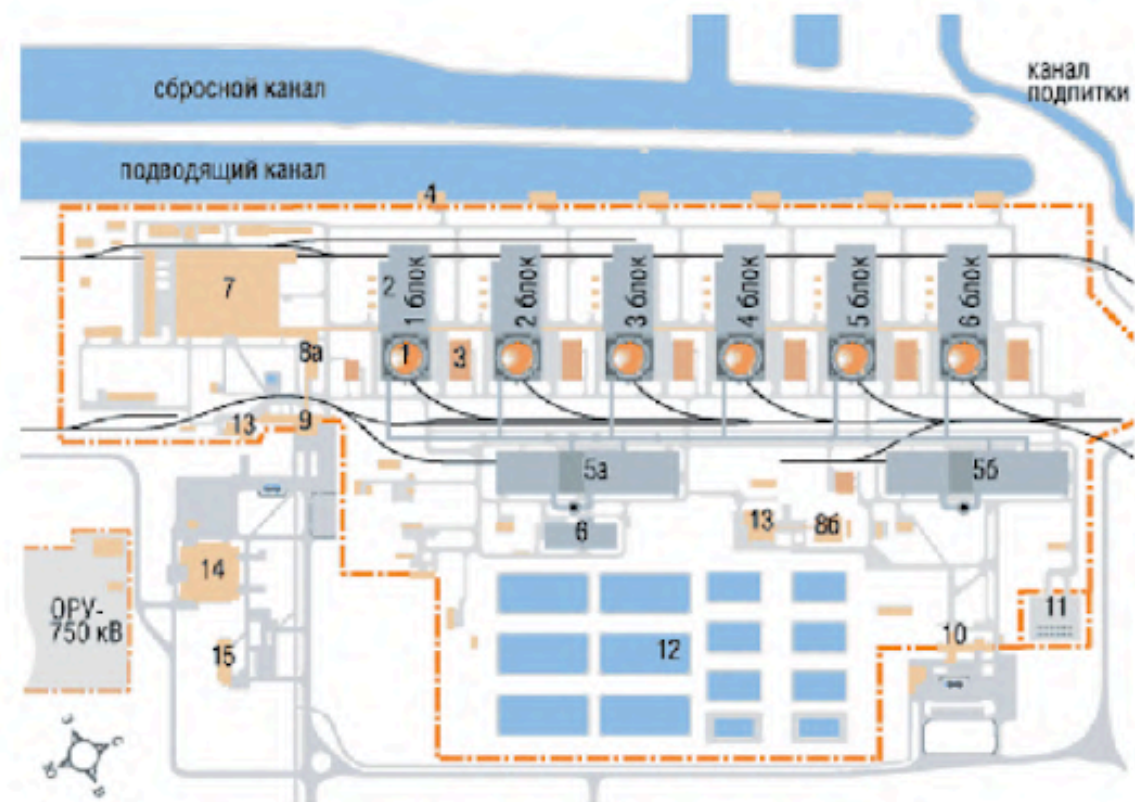 сбросной канал
канал
подпитки
подводящий канал
4
2
1 блок
2 блок
3 блок
4 блок
5 блок
6 блок
7
8а
1
3
13
9
5а
5б
6
13
8б
14
ОРУ-
750 кВ
11
10
12
15
С
В